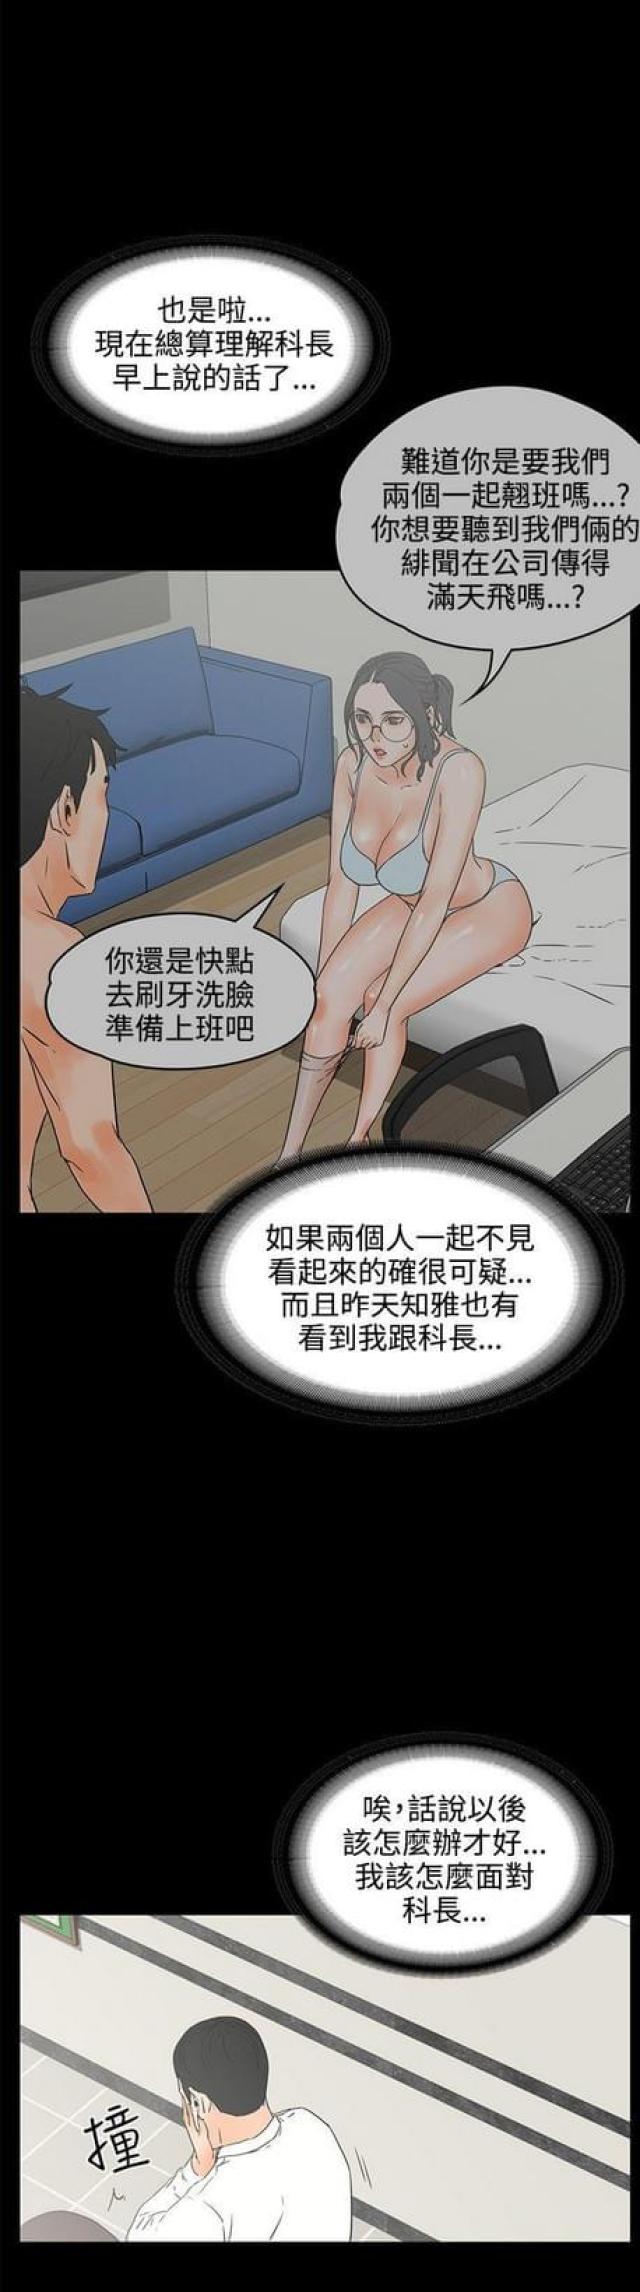 也是啦...
現在總算理解科長
早上說的話了...
難道你是要我們
兩個一起翹班嗎...?
你想要聽到我們倆的
緋聞在公司傳得
滿天飛嗎...?
你還是快點
去刷牙洗臉
準備上班吧
如果兩個人一起不見
看起來的確很可疑...
而且昨天知雅也有
看到我跟科長...
唉，話說以後
該怎麼辦才好...
我該怎麼面對
科長...
撞